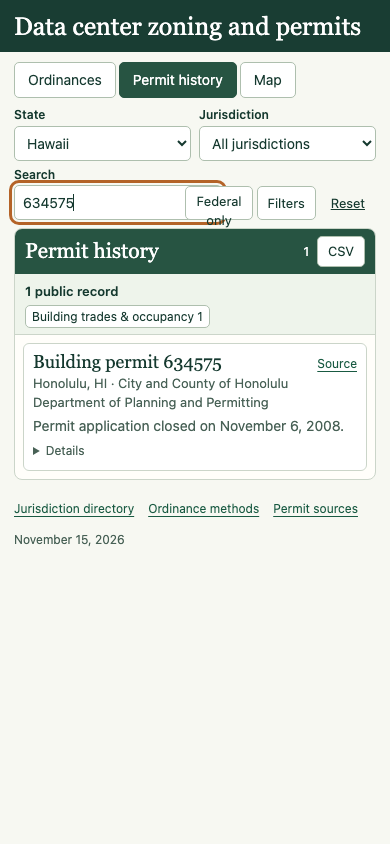 Data center zoning and permits
Ordinances
Permit history
Map
State
Jurisdiction
Hawaii
All jurisdictions
Search
634575
Federal only
Filters
Reset
Permit history
1
CSV
1 public record
Building trades & occupancy 1
Building permit 634575
Source
Honolulu, HI · City and County of Honolulu
Department of Planning and Permitting
Permit application closed on November 6, 2008.
Details
Jurisdiction directory
Ordinance methods
Permit sources
November 15, 2026